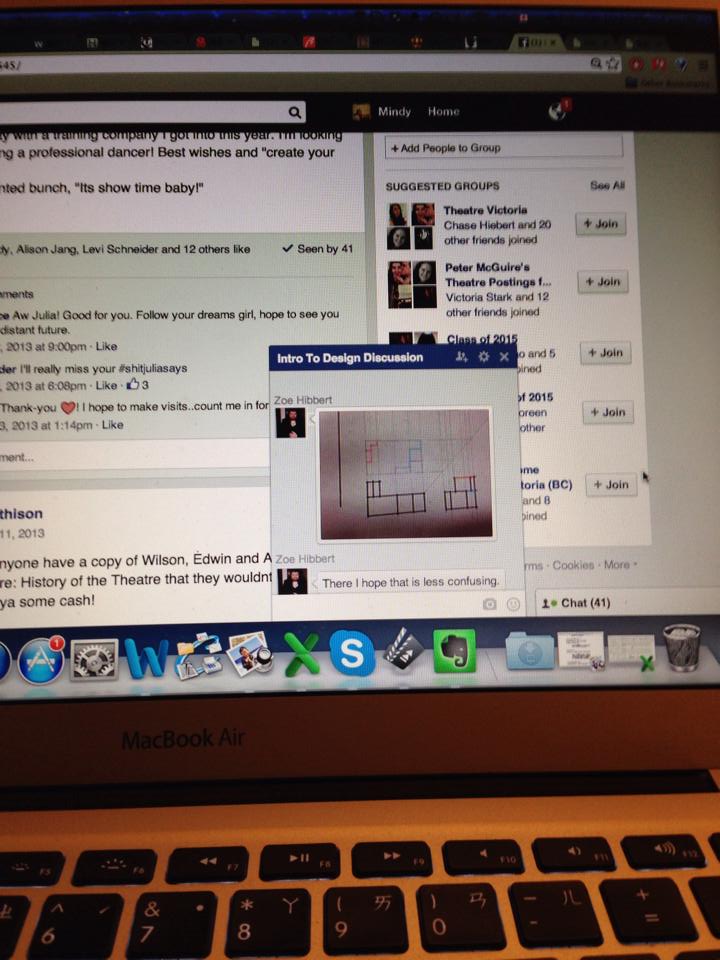 645/
Other Bookmarks
Mindy Home
1
y with a training company I got into this year. I'm looking
ng a professional dancer! Best wishes and "create your
nted bunch, "Its show time baby!"
dy, Alison Jang, Levi Schneider and 12 others like
✓ Seen by 41
mments
Aw Julia! Good for you. Follow your dreams girl, hope to see you
distant future.
, 2013 at 9:00pm · Like
der I'll really miss your #shitjuliasays
, 2013 at 6:08pm · Like · 3
Thank-you ❤! I hope to make visits..count me in for
3, 2013 at 1:14pm · Like
ment...
thison
11, 2013
nyone have a copy of Wilson, Edwin and A
re: History of the Theatre that they wouldnt
ya some cash!
+ Add People to Group
SUGGESTED GROUPS See All
Theatre Victoria
Chase Hiebert and 20
other friends joined
+ Join
Peter McGuire's
Theatre Postings f...
Victoria Stark and 12
other friends joined
+ Join
Class of 2015
o and 5
oined
+ Join
of 2015
oreen
other
+ Join
ome
toria (BC)
and 8
oined
+ Join
rms · Cookies · More
Intro To Design Discussion
Zoe Hibbert
Zoe Hibbert
There I hope that is less confusing.
Chat (41)
1
W
X
S
MacBook Air
F5
F6
F7
F8
F9
F10
F11
F12
^
6
& 
7
* ㄚ
8
( ㄞ
9
) ㄢ
0
— ㄦ
-
+
=